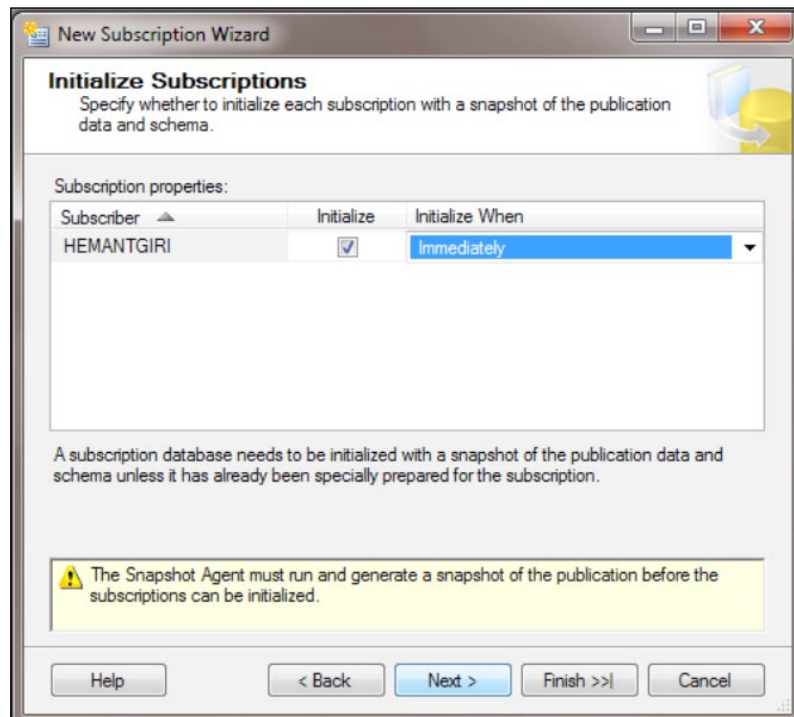 New Subscription Wizard
Initialize Subscriptions
Specify whether to initialize each subscription with a snapshot of the publication
data and schema.
Subscription properties:
Subscriber Initialize Initialize When
HEMANTGIRI Immediately
A subscription database needs to be initialized with a snapshot of the publication data and
schema unless it has already been specially prepared for the subscription.
The Snapshot Agent must run and generate a snapshot of the publication before the
subscriptions can be initialized.
Help < Back Next > Finish >>| Cancel